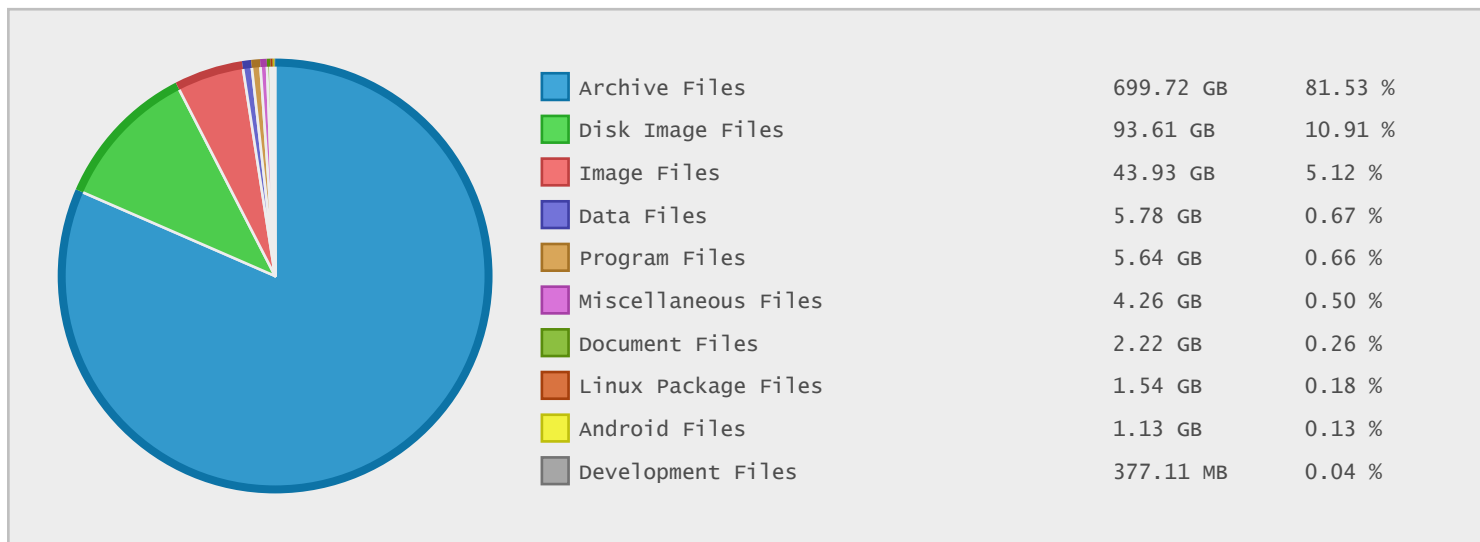 Archive Files 699.72 GB 81.53 %
Disk Image Files 93.61 GB 10.91 %
Image Files 43.93 GB 5.12 %
Data Files 5.78 GB 0.67 %
Program Files 5.64 GB 0.66 %
Miscellaneous Files 4.26 GB 0.50 %
Document Files 2.22 GB 0.26 %
Linux Package Files 1.54 GB 0.18 %
Android Files 1.13 GB 0.13 %
Development Files 377.11 MB 0.04 %